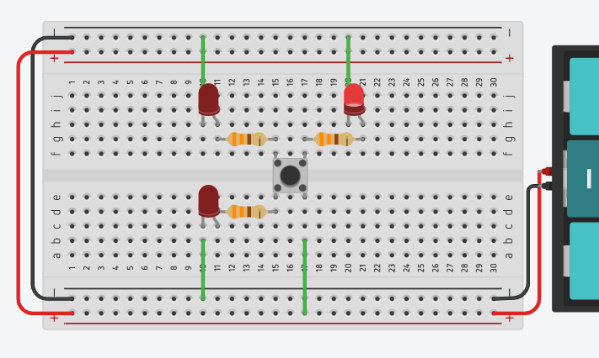 − −
+ +
1 2 3 4 5 6 7 8 9 11 12 13 14 15 16 17 18 19 21 22 23 24 25 26 27 28 29 30
j j
i i
h h
g g
f f
e e
d d
c c
b b
a a
1 2 3 4 5 6 7 8 9 10 11 12 13 14 15 16 17 18 19 20 21 22 23 24 25 26 27 28 29 30
− −
+ +